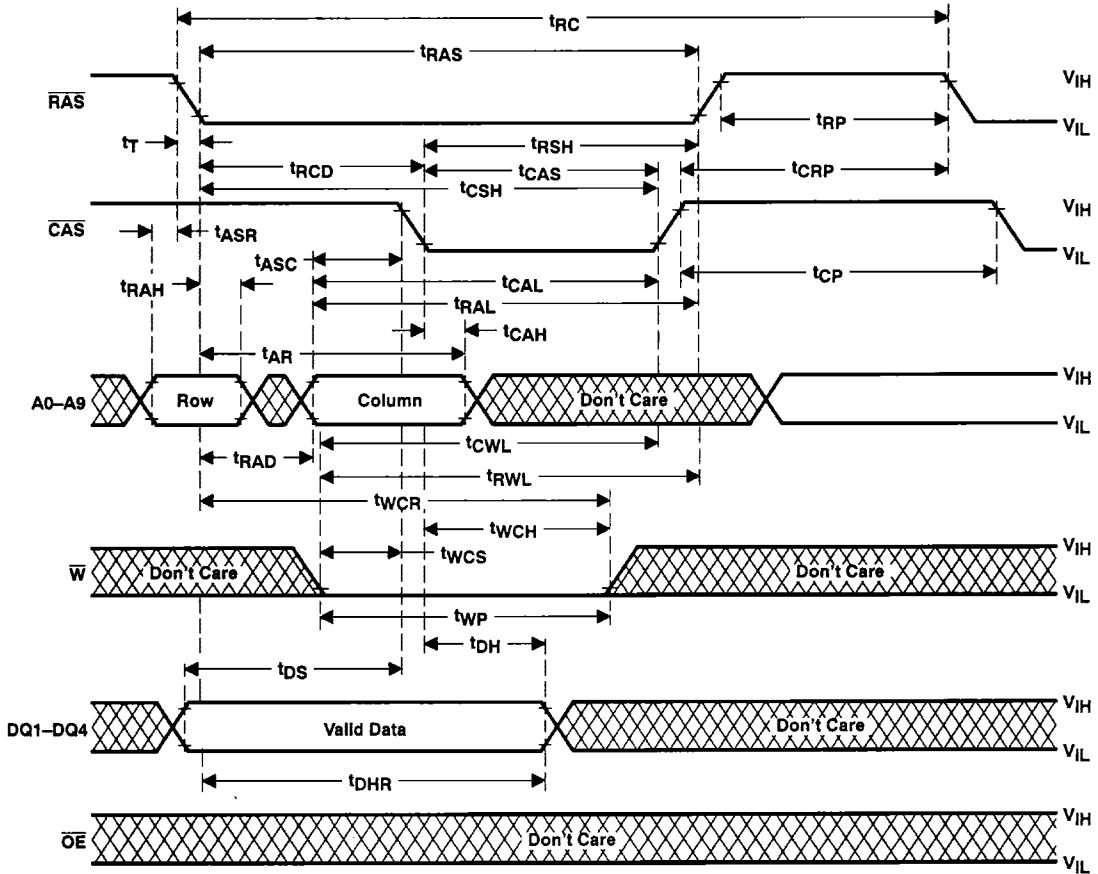 tRC
tRAS
RAS
VIH
VIL
tT
tRP
tRSH
tRCD
tCAS
tCRP
tCSH
CAS
VIH
VIL
tASR
tASC
tRAH
tCAL
tCP
tRAL
tCAH
tAR
A0–A9
Row
Column
Don't Care
VIH
VIL
tCWL
tRAD
tRWL
tWCR
tWCH
W
Don't Care
tWCS
Don't Care
VIH
VIL
tWP
tDH
tDS
DQ1–DQ4
Valid Data
Don't Care
VIH
VIL
tDHR
OE
Don't Care
VIH
VIL